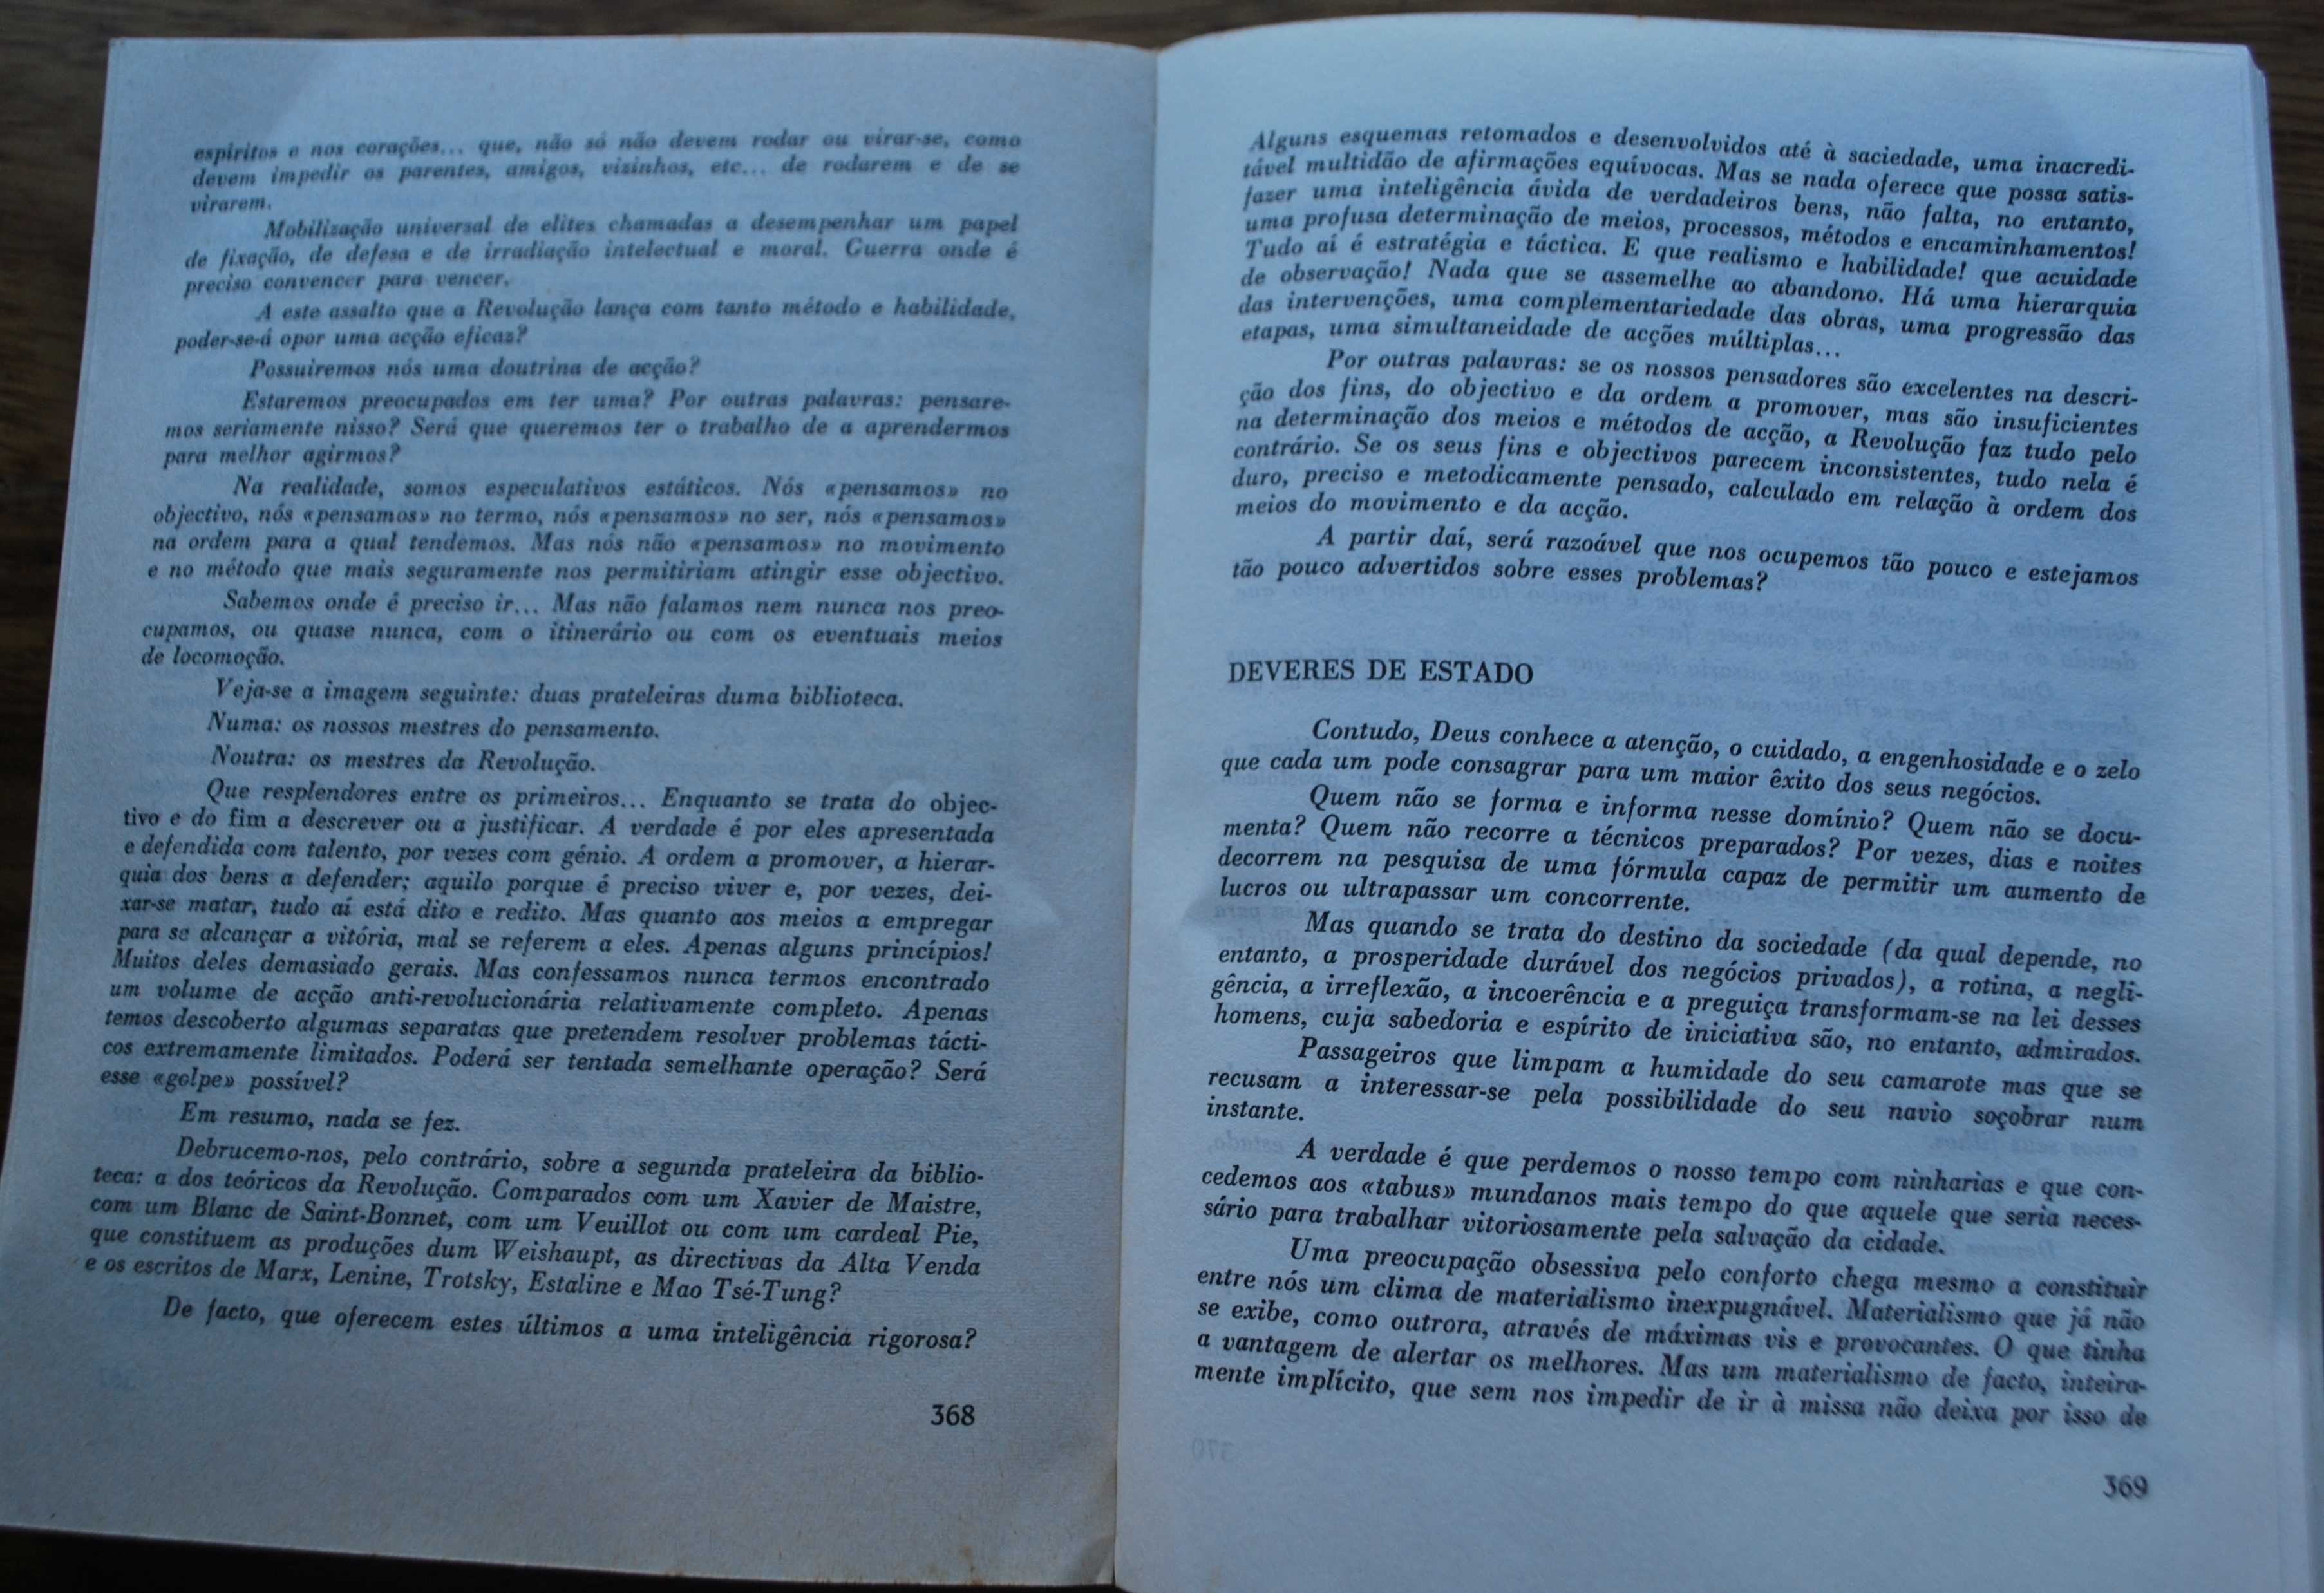 espíritos e nos corações... que, não só não devem rodar ou virar-se, como
devem impedir os parentes, amigos, visinhos, etc... de rodarem e de se
virarem.
Mobilização universal de elites chamadas a desempenhar um papel
de fixação, de defesa e de irradiação intelectual e moral. Guerra onde é
preciso convencer para vencer.
A este assalto que a Revolução lança com tanto método e habilidade,
poder-se-á opor uma acção eficaz?
Possuiremos nós uma doutrina de acção?
Estaremos preocupados em ter uma? Por outras palavras: pensare-
mos seriamente nisso? Será que queremos ter o trabalho de a aprendermos
para melhor agirmos?
Na realidade, somos especulativos estáticos. Nós «pensamos» no
objectivo, nós «pensamos» no termo, nós «pensamos» no ser, nós «pensamos»
na ordem para a qual tendemos. Mas nós não «pensamos» no movimento
e no método que mais seguramente nos permitiriam atingir esse objectivo.
Sabemos onde é preciso ir... Mas não falamos nem nunca nos preo-
cupamos, ou quase nunca, com o itinerário ou com os eventuais meios
de locomoção.
Veja-se a imagem seguinte: duas prateleiras duma biblioteca.
Numa: os nossos mestres do pensamento.
Noutra: os mestres da Revolução.
Que resplendores entre os primeiros... Enquanto se trata do objec-
tivo e do fim a descrever ou a justificar. A verdade é por eles apresentada
e defendida com talento, por vezes com génio. A ordem a promover, a hierar-
quia dos bens a defender; aquilo porque é preciso viver e, por vezes, dei-
xar-se matar, tudo aí está dito e redito. Mas quanto aos meios a empregar
para se alcançar a vitória, mal se referem a eles. Apenas alguns princípios!
Muitos deles demasiado gerais. Mas confessamos nunca termos encontrado
um volume de acção anti-revolucionária relativamente completo. Apenas
temos descoberto algumas separatas que pretendem resolver problemas tácti-
cos extremamente limitados. Poderá ser tentada semelhante operação? Será
esse «golpe» possível?
Em resumo, nada se fez.
Debrucemo-nos, pelo contrário, sobre a segunda prateleira da biblio-
teca: a dos teóricos da Revolução. Comparados com um Xavier de Maistre,
com um Blanc de Saint-Bonnet, com um Veuillot ou com um cardeal Pie,
que constituem as produções dum Weishaupt, as directivas da Alta Venda
e os escritos de Marx, Lenine, Trotsky, Estaline e Mao Tsé-Tung?
De facto, que oferecem estes últimos a uma inteligência rigorosa?
368
Alguns esquemas retomados e desenvolvidos até à saciedade, uma inacredi-
tável multidão de afirmações equívocas. Mas se nada oferece que possa satis-
fazer uma inteligência ávida de verdadeiros bens, não falta, no entanto,
uma profusa determinação de meios, processos, métodos e encaminhamentos!
Tudo aí é estratégia e táctica. E que realismo e habilidade! que acuidade
de observação! Nada que se assemelhe ao abandono. Há uma hierarquia
das intervenções, uma complementariedade das obras, uma progressão das
etapas, uma simultaneidade de acções múltiplas...
Por outras palavras: se os nossos pensadores são excelentes na descri-
ção dos fins, do objectivo e da ordem a promover, mas são insuficientes
na determinação dos meios e métodos de acção, a Revolução faz tudo pelo
contrário. Se os seus fins e objectivos parecem inconsistentes, tudo nela é
duro, preciso e metodicamente pensado, calculado em relação à ordem dos
meios do movimento e da acção.
A partir daí, será razoável que nos ocupemos tão pouco e estejamos
tão pouco advertidos sobre esses problemas?
DEVERES DE ESTADO
Contudo, Deus conhece a atenção, o cuidado, a engenhosidade e o zelo
que cada um pode consagrar para um maior êxito dos seus negócios.
Quem não se forma e informa nesse domínio? Quem não se docu-
menta? Quem não recorre a técnicos preparados? Por vezes, dias e noites
decorrem na pesquisa de uma fórmula capaz de permitir um aumento de
lucros ou ultrapassar um concorrente.
Mas quando se trata do destino da sociedade (da qual depende, no
entanto, a prosperidade durável dos negócios privados), a rotina, a negli-
gência, a irreflexão, a incoerência e a preguiça transformam-se na lei desses
homens, cuja sabedoria e espírito de iniciativa são, no entanto, admirados.
Passageiros que limpam a humidade do seu camarote mas que se
recusam a interessar-se pela possibilidade do seu navio soçobrar num
instante.
A verdade é que perdemos o nosso tempo com ninharias e que con-
cedemos aos «tabus» mundanos mais tempo do que aquele que seria neces-
sário para trabalhar vitoriosamente pela salvação da cidade.
Uma preocupação obsessiva pelo conforto chega mesmo a constituir
entre nós um clima de materialismo inexpugnável. Materialismo que já não
se exibe, como outrora, através de máximas vis e provocantes. O que tinha
a vantagem de alertar os melhores. Mas um materialismo de facto, inteira-
mente implícito, que sem nos impedir de ir à missa não deixa por isso de
369